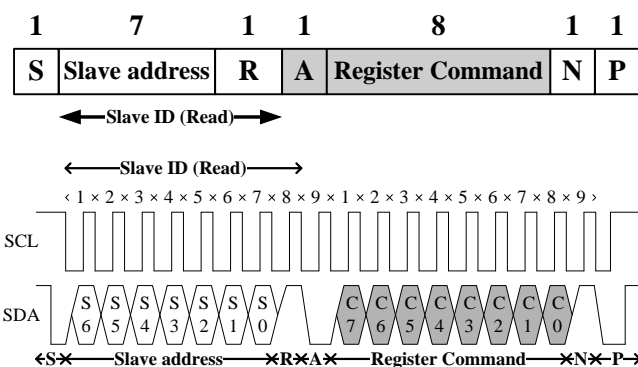 1 7 1 1 8 1 1
S Slave address R A Register Command N P
Slave ID (Read)
Slave ID (Read)
‹ 1 × 2 × 3 × 4 × 5 × 6 × 7 × 8 × 9 × 1 × 2 × 3 × 4 × 5 × 6 × 7 × 8 × 9 ›
SCL
SDA S6 S5 S4 S3 S2 S1 S0 C7 C6 C5 C4 C3 C2 C1 C0
S Slave address R A Register Command N P